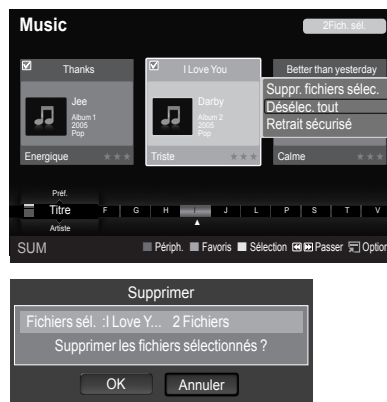 Music
2Fich. sél.
Thanks
Jee
Album 1
2005
Pop
Energique ★★★
I Love You
Darby
Album 2
2005
Pop
Triste ★★★
Better than yesterday
Suppr. fichiers sélec.
Désélec. tout
Retrait sécurisé
Calme ★★★
Préf.
Titre F G H I J L P S T V
Artiste
SUM Périph. Favoris Sélection Passer Option
Supprimer
Fichiers sél. :I Love Y... 2 Fichiers
Supprimer les fichiers sélectionnés ?
OK Annuler